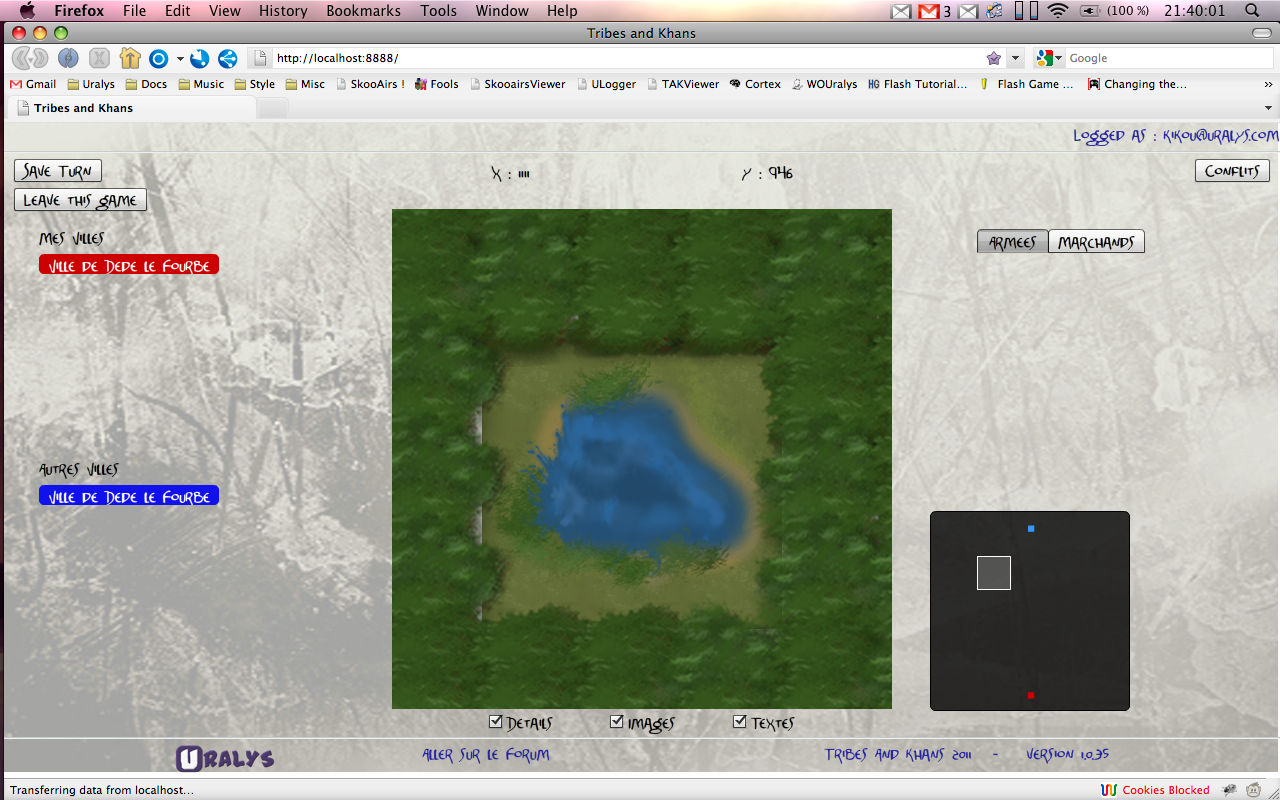 Firefox File Edit View History Bookmarks Tools Window Help 3 (100 %) 21:40:01
Tribes and Khans
http://localhost:8888/ Google
Gmail Uralys Docs Music Style Misc SkooAirs ! Fools SkooairsViewer ULogger TAKViewer Cortex WOUralys HG Flash Tutorial... Flash Game ... Changing the... »
Tribes and Khans
Logged as : kikou@uralys.com
Save Turn X : 1111 Y : 946 Conflits
Leave this game
Mes villes
Armees Marchands
Ville de Dede le Fourbe
Autres villes
Ville de Dede le Fourbe
Details Images Textes
Uralys Aller sur le forum Tribes and Khans 2011 - version 1.0.35
Transferring data from localhost... Cookies Blocked